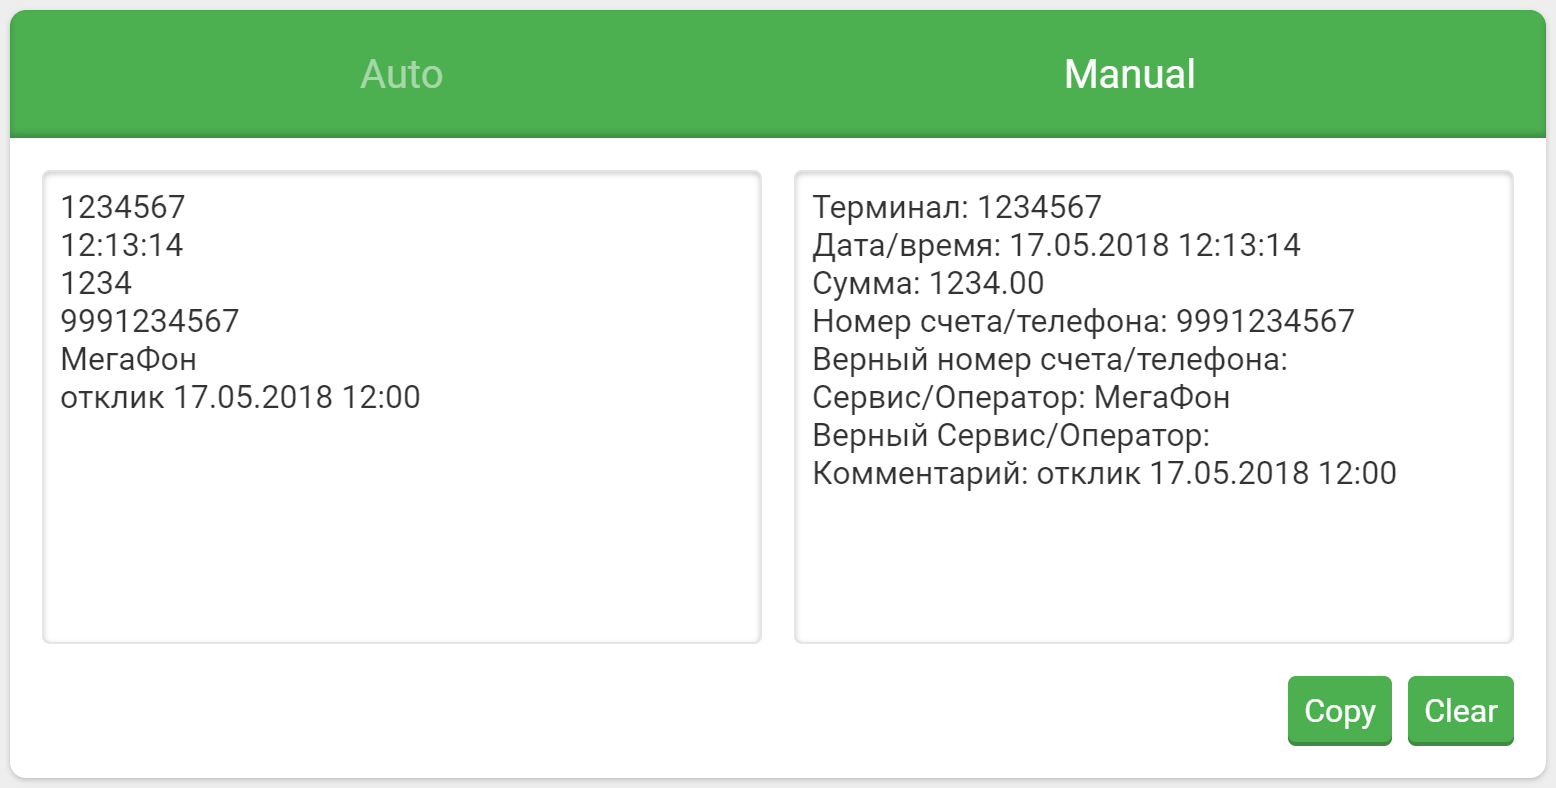 Auto
Manual
1234567
12:13:14
1234
9991234567
МегаФон
отклик 17.05.2018 12:00
Терминал: 1234567
Дата/время: 17.05.2018 12:13:14
Сумма: 1234.00
Номер счета/телефона: 9991234567
Верный номер счета/телефона:
Сервис/Оператор: МегаФон
Верный Сервис/Оператор:
Комментарий: отклик 17.05.2018 12:00
Copy
Clear